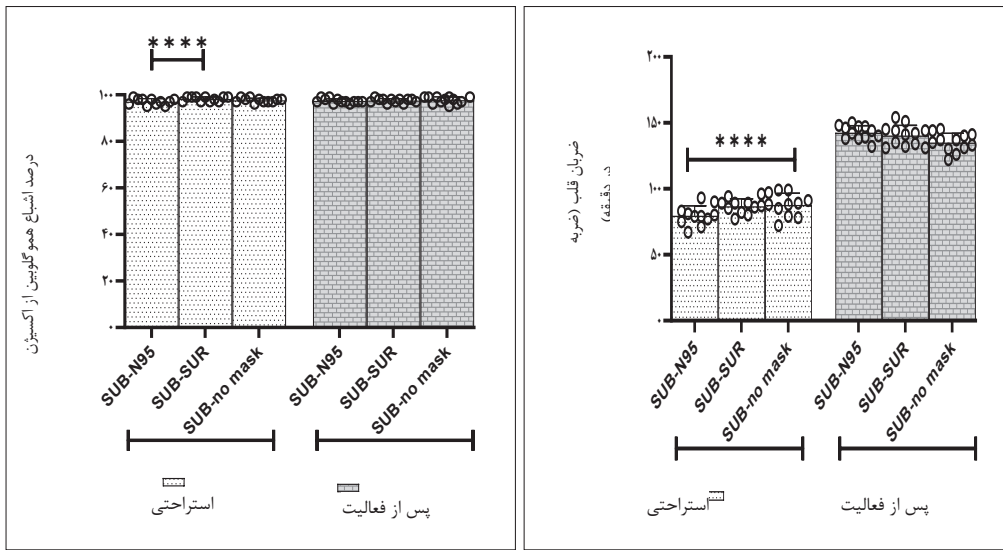 ****
درصد اشباع هموگلوبین از اکسیژن
۱۰۰
۸۰
۶۰
۴۰
۲۰
۰
SUB-N95
SUB-SUR
SUB-no mask
SUB-N95
SUB-SUR
SUB-no mask
استراحتی
پس از فعالیت
****
ضربان قلب (ضربه
در دقیقه)
۲۰۰
۱۵۰
۱۰۰
۵۰
۰
SUB-N95
SUB-SUR
SUB-no mask
SUB-N95
SUB-SUR
SUB-no mask
استراحتی
پس از فعالیت